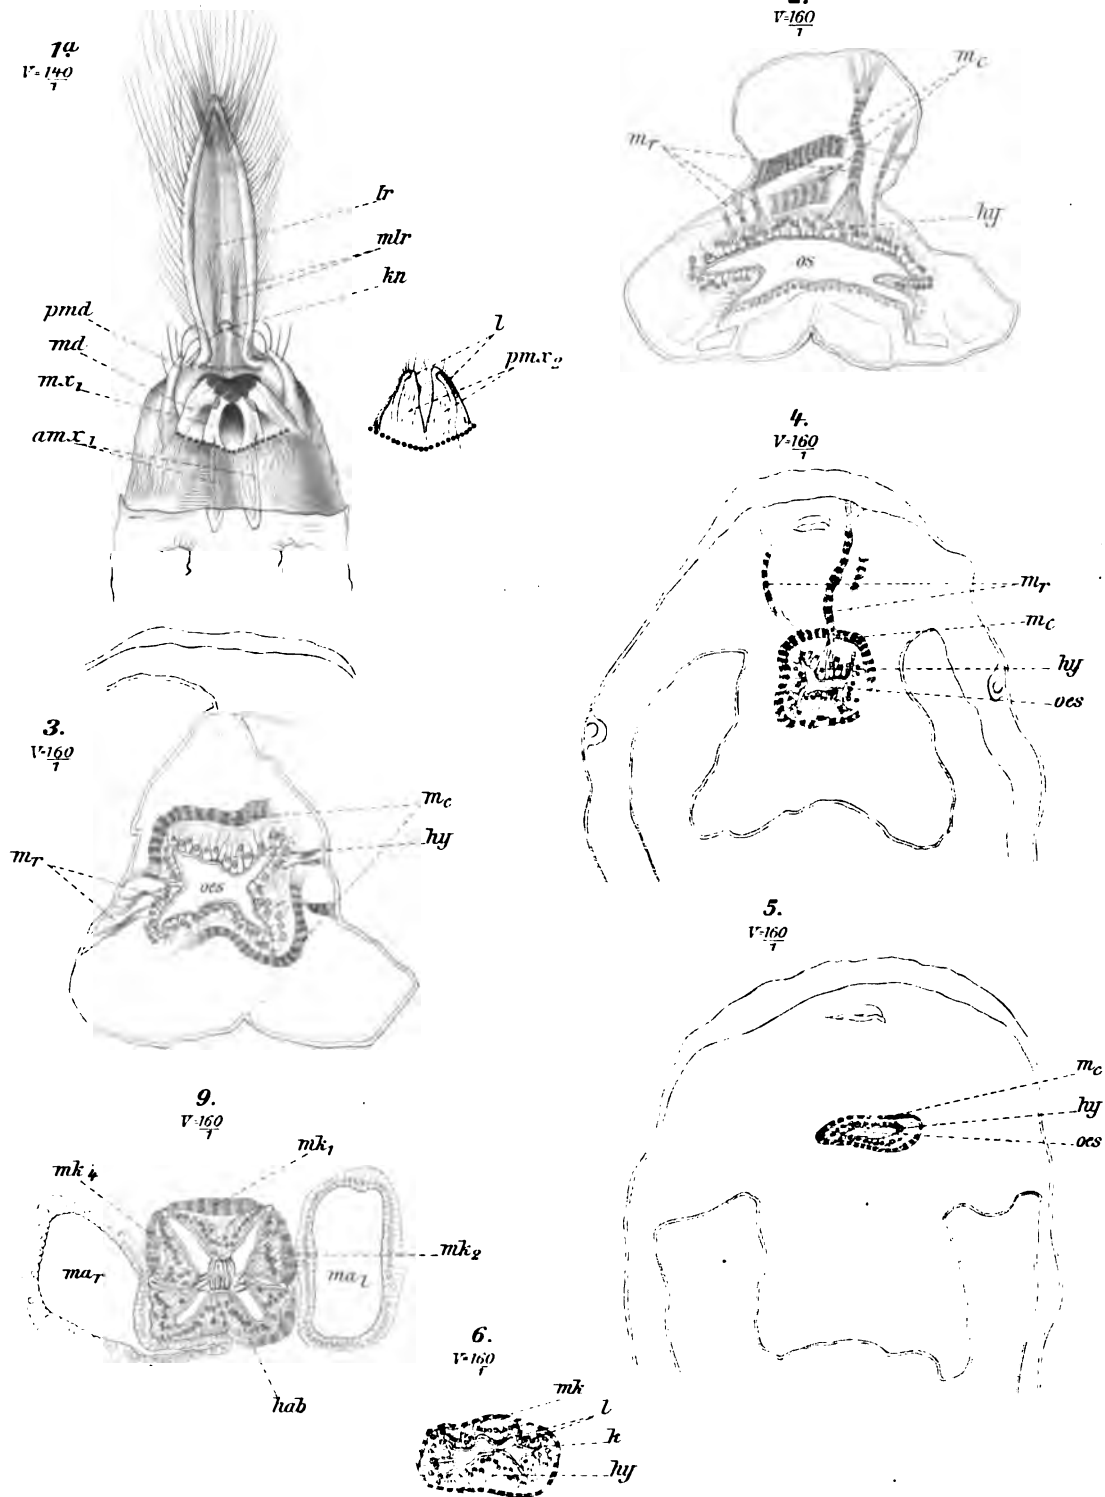 1a.
V=140/1
lr
mlr
kn
pmd
md
mx1
amx1
l
pmx2
2.
V=160/1
mc
mr
hy
os
4.
V=160/1
mr
mc
hy
oes
3.
V=160/1
mc
hy
mr
oes
5.
V=160/1
mc
hy
oes
9.
V=160/1
mk1
mk4
mk2
mar
mal
hab
6.
V=160/1
mk
l
k
hy